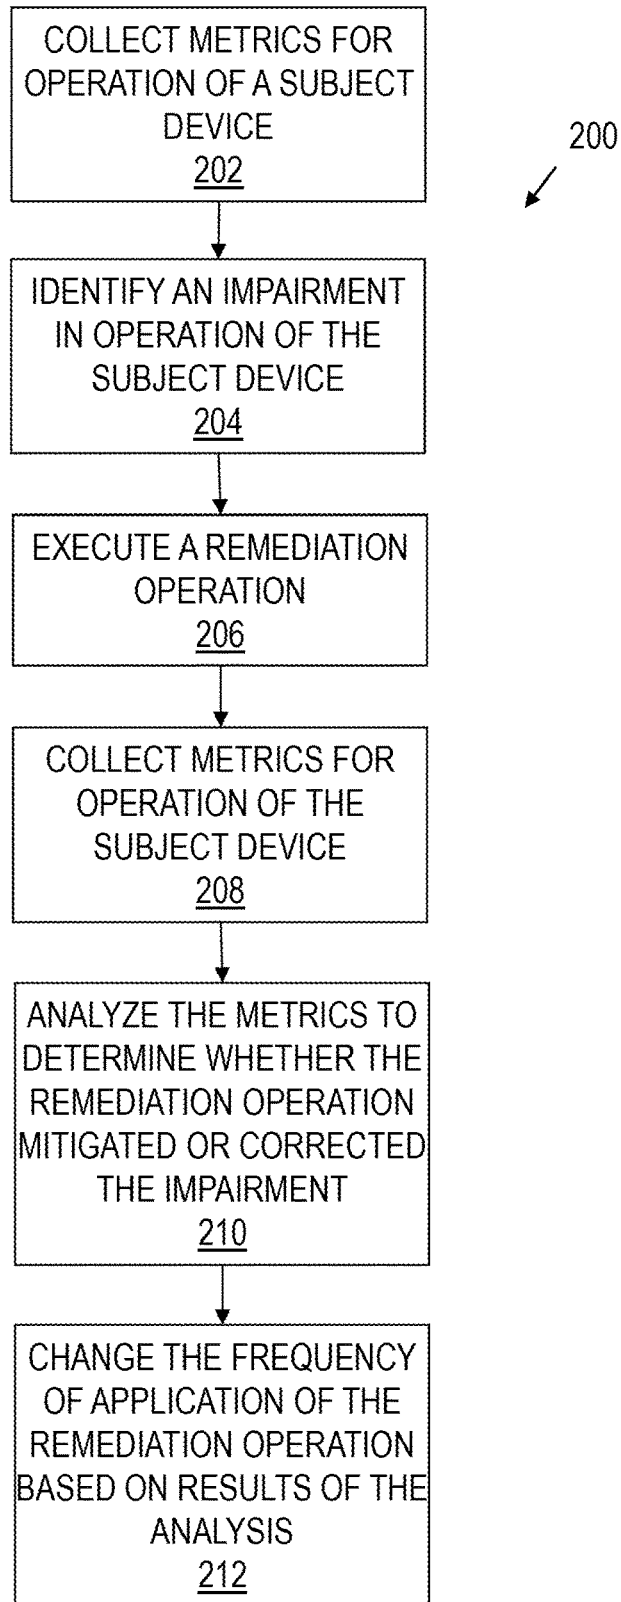 COLLECT METRICS FOR
OPERATION OF A SUBJECT
DEVICE
202
200
IDENTIFY AN IMPAIRMENT
IN OPERATION OF THE
SUBJECT DEVICE
204
EXECUTE A REMEDIATION
OPERATION
206
COLLECT METRICS FOR
OPERATION OF THE
SUBJECT DEVICE
208
ANALYZE THE METRICS TO
DETERMINE WHETHER THE
REMEDIATION OPERATION
MITIGATED OR CORRECTED
THE IMPAIRMENT
210
CHANGE THE FREQUENCY
OF APPLICATION OF THE
REMEDIATION OPERATION
BASED ON RESULTS OF THE
ANALYSIS
212